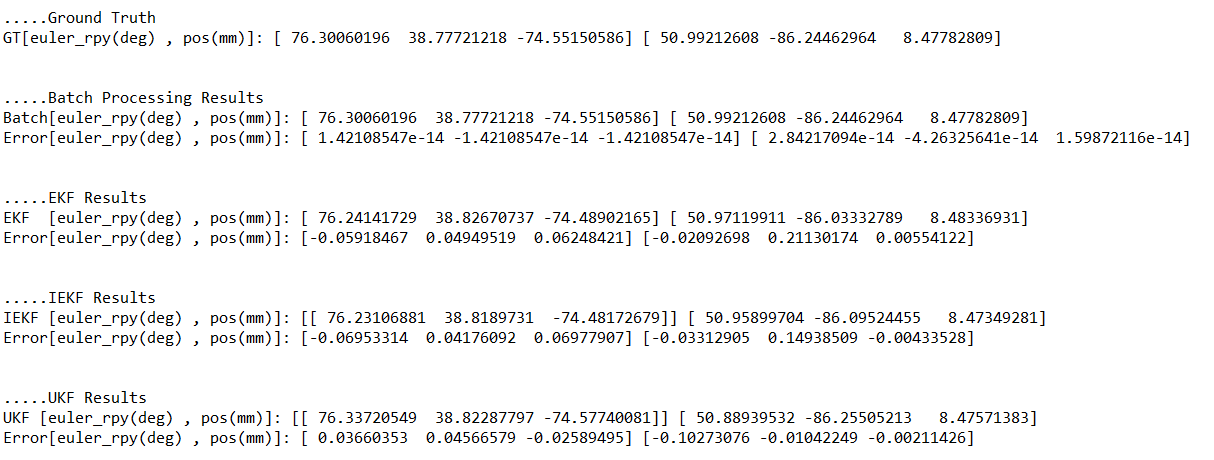 .....Ground Truth
GT[euler_rpy(deg) , pos(mm)]: [ 76.30060196  38.77721218 -74.55150586] [ 50.99212608 -86.24462964   8.47782809]
.....Batch Processing Results
Batch[euler_rpy(deg) , pos(mm)]: [ 76.30060196  38.77721218 -74.55150586] [ 50.99212608 -86.24462964   8.47782809]
Error[euler_rpy(deg) , pos(mm)]: [ 1.42108547e-14 -1.42108547e-14 -1.42108547e-14] [ 2.84217094e-14 -4.26325641e-14  1.59872116e-14]
.....EKF Results
EKF  [euler_rpy(deg) , pos(mm)]: [ 76.24141729  38.82670737 -74.48902165] [ 50.97119911 -86.03332789   8.48336931]
Error[euler_rpy(deg) , pos(mm)]: [-0.05918467  0.04949519  0.06248421] [-0.02092698  0.21130174  0.00554122]
.....IEKF Results
IEKF [euler_rpy(deg) , pos(mm)]: [[ 76.23106881  38.8189731  -74.48172679]] [ 50.95899704 -86.09524455   8.47349281]
Error[euler_rpy(deg) , pos(mm)]: [-0.06953314  0.04176092  0.06977907] [-0.03312905  0.14938509 -0.00433528]
.....UKF Results
UKF [euler_rpy(deg) , pos(mm)]: [[ 76.33720549  38.82287797 -74.57740081]] [ 50.88939532 -86.25505213   8.47571383]
Error[euler_rpy(deg) , pos(mm)]: [ 0.03660353  0.04566579 -0.02589495] [-0.10273076 -0.01042249 -0.00211426]